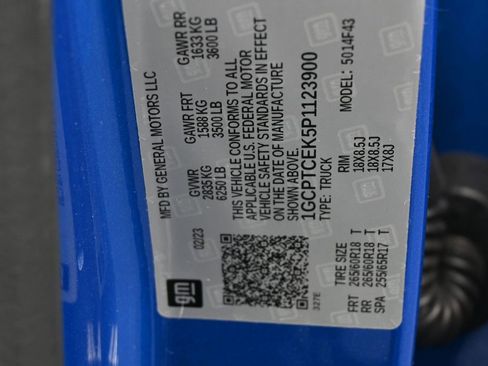 MFD BY GENERAL MOTORS LLC
02/23
GVWR GAWR FRT GAWR RR
2835 KG 1588 KG 1633 KG
6250 LB 3500 LB 3600 LB
THIS VEHICLE CONFORMS TO ALL
APPLICABLE U.S. FEDERAL MOTOR
VEHICLE SAFETY STANDARDS IN EFFECT
ON THE DATE OF MANUFACTURE
SHOWN ABOVE.
1GCPTCEK5P1123900
TYPE: TRUCK MODEL: 5014F43
gm
327E
TIRE SIZE RIM
FRT 265/60R18 T 18X8.5J
RR 265/60R18 T 18X8.5J
SPA 255/65R17 T 17X8J